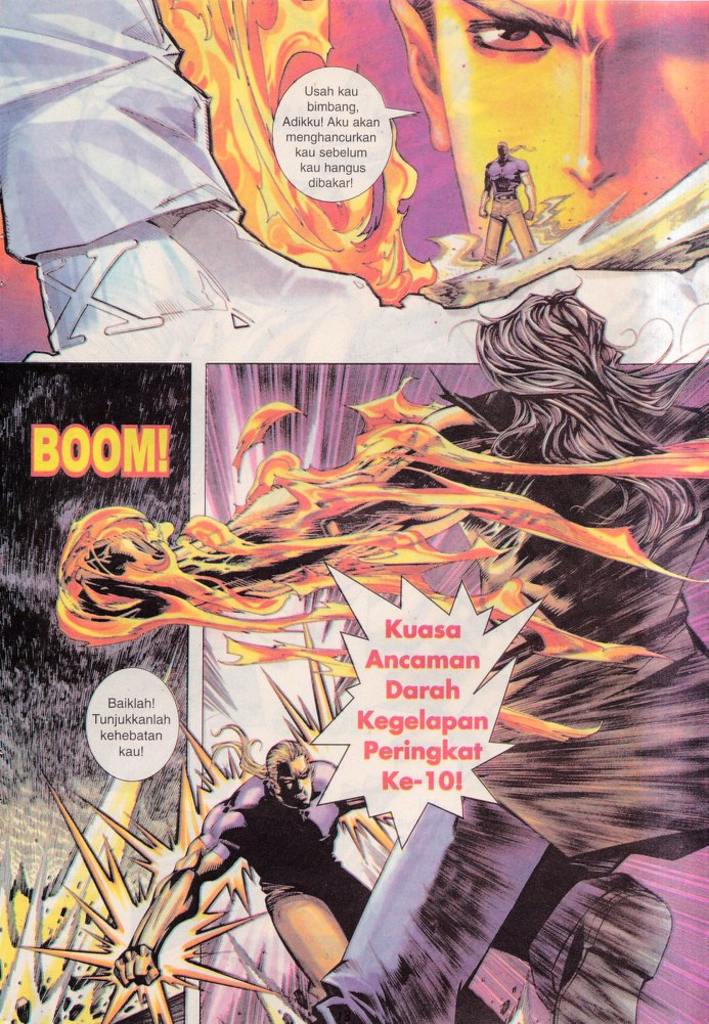 Usah kau
bimbang,
Adikku! Aku akan
menghancurkan
kau sebelum
kau hangus
dibakar!
BOOM!
Kuasa
Ancaman
Darah
Kegelapan
Peringkat
Ke-10!
Baiklah!
Tunjukkanlah
kehebatan
kau!